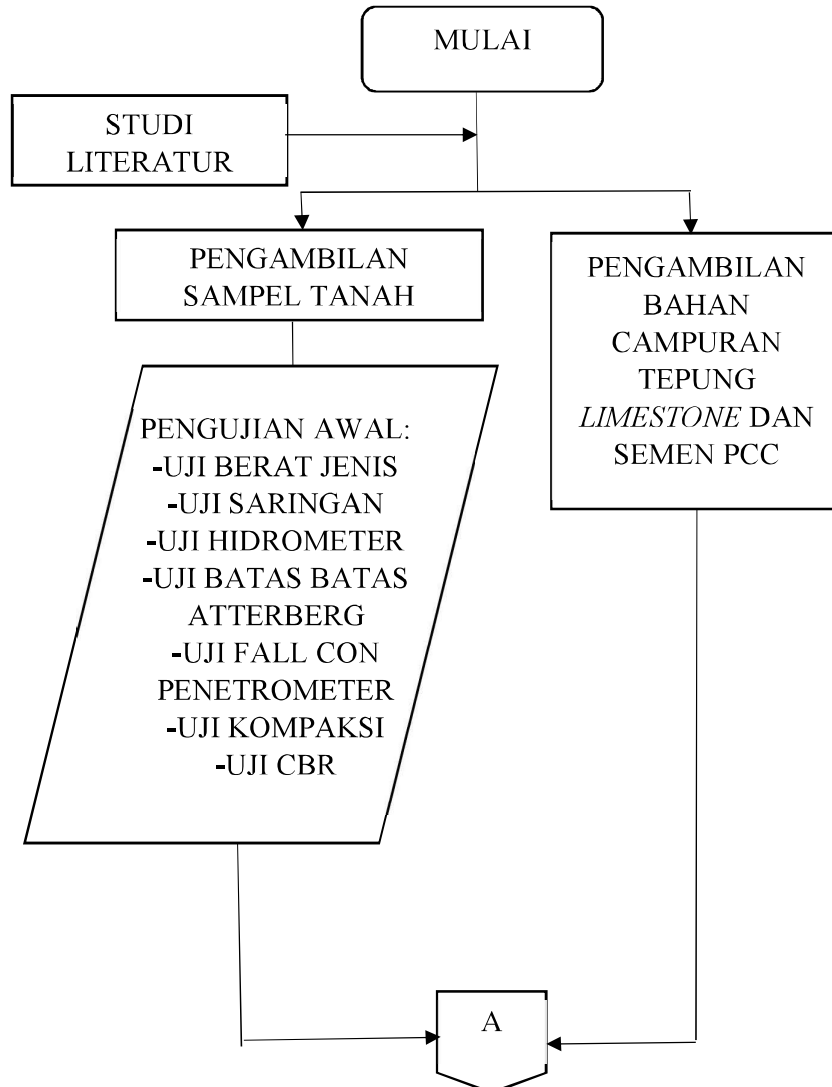 MULAI
STUDI
LITERATUR
PENGAMBILAN
SAMPEL TANAH
PENGAMBILAN
BAHAN
CAMPURAN
TEPUNG
LIMESTONE DAN
SEMEN PCC
PENGUJIAN AWAL:
-UJI BERAT JENIS
-UJI SARINGAN
-UJI HIDROMETER
-UJI BATAS BATAS
ATTERBERG
-UJI FALL CON
PENETROMETER
-UJI KOMPAKSI
-UJI CBR
A